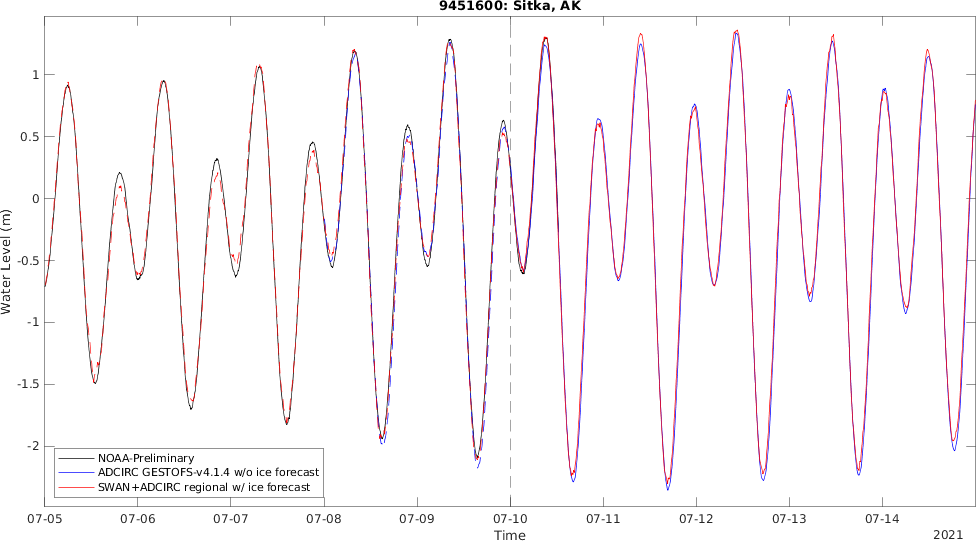 9451600: Sitka, AK
Water Level (m)
1
0.5
0
-0.5
-1
-1.5
-2
NOAA-Preliminary
ADCIRC GESTOFS-v4.1.4 w/o ice forecast
SWAN+ADCIRC regional w/ ice forecast
07-05 07-06 07-07 07-08 07-09 07-10 07-11 07-12 07-13 07-14
Time
2021